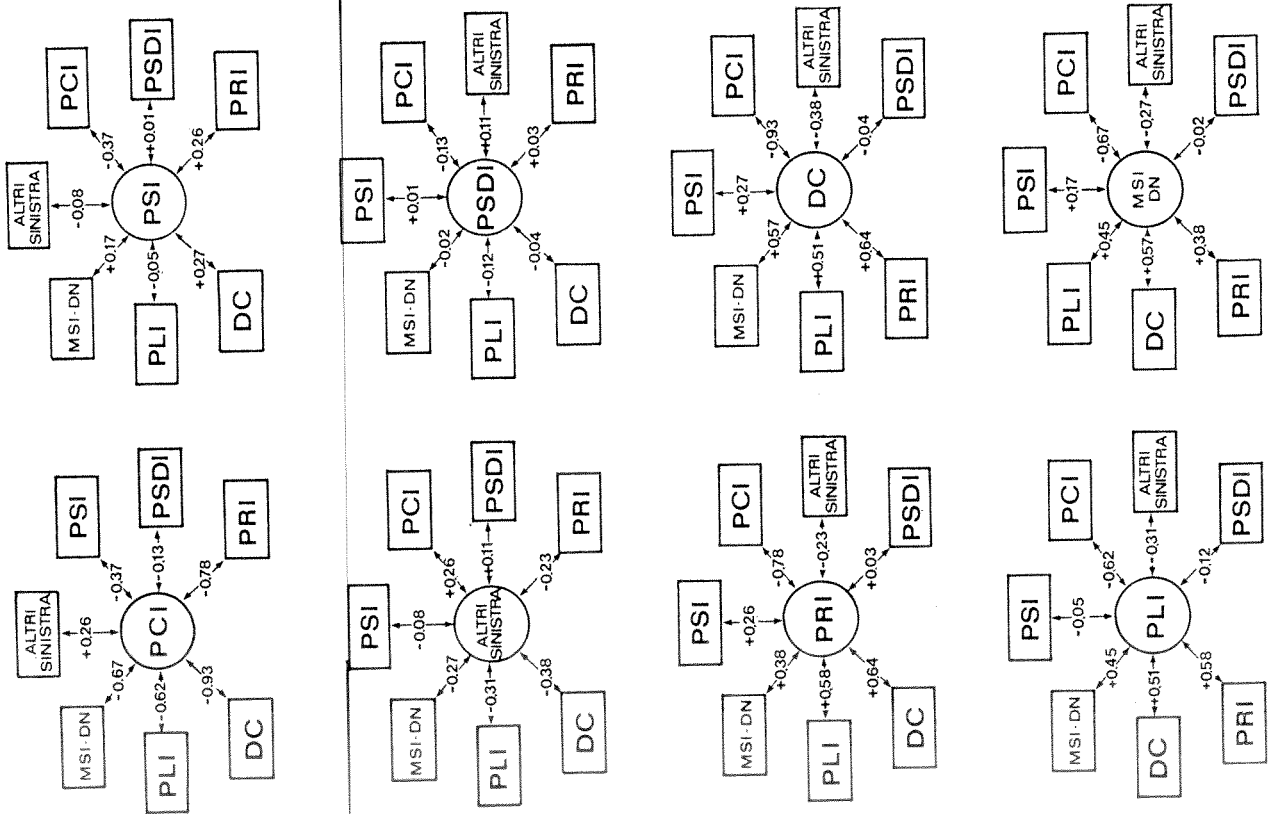 ALTRI
SINISTRA
PCI
-0.08
-0.37
MSI-DN
+0.17
PSI
+0.01
PSDI
PLI
-0.05
+0.27
+0.26
DC
PRI
PSI
PCI
+0.01
-0.13
MSI-DN
-0.02
PSDI
+0.11
ALTRI
SINISTRA
PLI
-0.12
-0.04
+0.03
DC
PRI
PSI
PCI
+0.27
-0.93
MSI-DN
+0.57
DC
-0.38
ALTRI
SINISTRA
PLI
+0.51
+0.64
-0.04
PRI
PSDI
PSI
PCI
+0.17
-0.67
PLI
+0.45
MSI
DN
-0.27
ALTRI
SINISTRA
DC
+0.57
+0.38
-0.02
PRI
PSDI
ALTRI
SINISTRA
PSI
+0.26
-0.37
MSI-DN
-0.67
PCI
-0.13
PSDI
PLI
-0.62
-0.93
-0.78
DC
PRI
PSI
PCI
-0.08
+0.26
MSI-DN
-0.27
ALTRI
SINISTRA
+0.11
PSDI
PLI
-0.31
-0.38
-0.23
DC
PRI
PSI
PCI
+0.26
-0.78
MSI-DN
+0.38
PRI
-0.23
ALTRI
SINISTRA
PLI
+0.58
+0.64
+0.03
DC
PSDI
PSI
PCI
-0.05
-0.62
MSI-DN
+0.45
PLI
-0.31
ALTRI
SINISTRA
DC
+0.51
+0.58
-0.12
PRI
PSDI